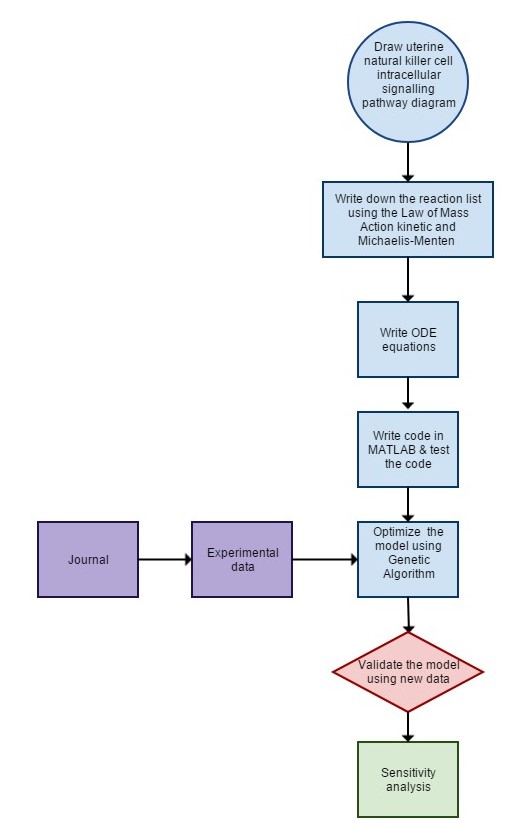 Draw uterine
natural killer cell
intracellular
signalling
pathway diagram
Write down the reaction list
using the Law of Mass
Action kinetic and
Michaelis-Menten
Write ODE
equations
Write code in
MATLAB & test
the code
Journal
Experimental
data
Optimize the
model using
Genetic
Algorithm
Validate the model
using new data
Sensitivity
analysis